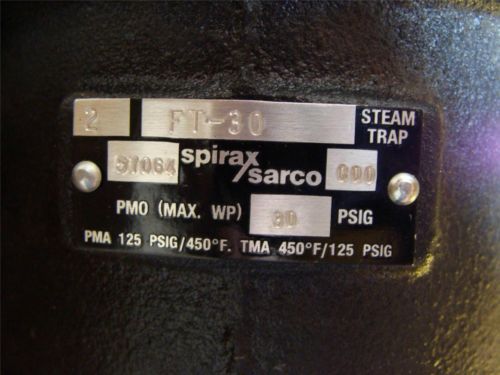 2 FT-30 STEAM TRAP
57064 spirax sarco
PMO (MAX. WP) 30 PSIG
PMA 125 PSIG/450°F. TMA 450°F/125 PSIG